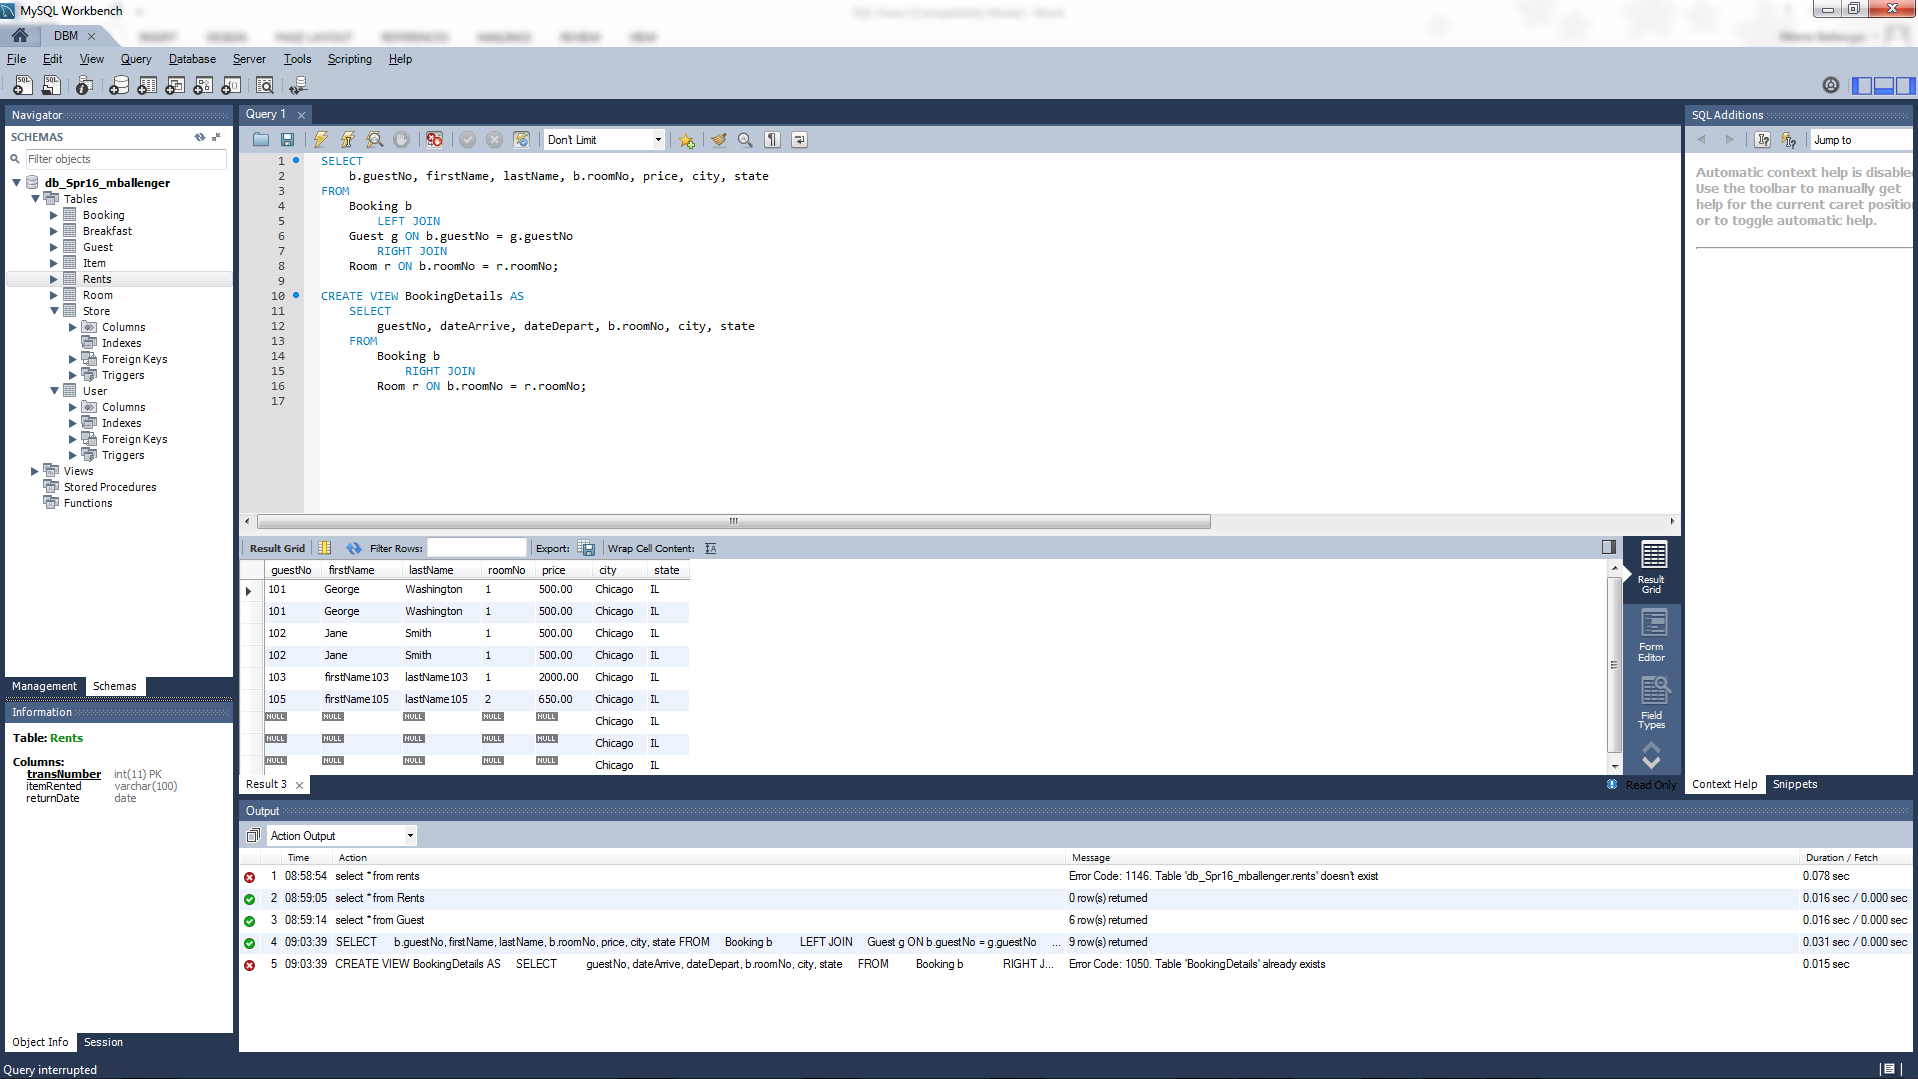 MySQL Workbench
DBM
File Edit View Query Database Server Tools Scripting Help
Navigator
SCHEMAS
Filter objects
db_Spr16_mballenger
Tables
Booking
Breakfast
Guest
Item
Rents
Room
Store
Columns
Indexes
Foreign Keys
Triggers
User
Columns
Indexes
Foreign Keys
Triggers
Views
Stored Procedures
Functions
Management Schemas
Information
Table: Rents
Columns:
transNumber int(11) PK
itemRented varchar(100)
returnDate date
Object Info Session
Query interrupted
Query 1
Don't Limit
1 SELECT
2 b.guestNo, firstName, lastName, b.roomNo, price, city, state
3 FROM
4 Booking b
5 LEFT JOIN
6 Guest g ON b.guestNo = g.guestNo
7 RIGHT JOIN
8 Room r ON b.roomNo = r.roomNo;
9
10 CREATE VIEW BookingDetails AS
11 SELECT
12 guestNo, dateArrive, dateDepart, b.roomNo, city, state
13 FROM
14 Booking b
15 RIGHT JOIN
16 Room r ON b.roomNo = r.roomNo;
17
Result Grid Filter Rows: Export: Wrap Cell Content:
guestNo firstName lastName roomNo price city state
101 George Washington 1 500.00 Chicago IL
101 George Washington 1 500.00 Chicago IL
102 Jane Smith 1 500.00 Chicago IL
102 Jane Smith 1 500.00 Chicago IL
103 firstName103 lastName103 1 2000.00 Chicago IL
105 firstName105 lastName105 2 650.00 Chicago IL
NULL NULL NULL NULL NULL Chicago IL
NULL NULL NULL NULL NULL Chicago IL
NULL NULL NULL NULL NULL Chicago IL
Result Grid
Form Editor
Field Types
Result 3
Read Only
SQL Additions
Jump to
Automatic context help is disable
Use the toolbar to manually get
help for the current caret position
or to toggle automatic help.
Context Help Snippets
Output
Action Output
Time Action Message Duration / Fetch
1 08:58:54 select * from rents Error Code: 1146. Table 'db_Spr16_mballenger.rents' doesn't exist 0.078 sec
2 08:59:05 select * from Rents 0 row(s) returned 0.016 sec / 0.000 sec
3 08:59:14 select * from Guest 6 row(s) returned 0.016 sec / 0.000 sec
4 09:03:39 SELECT b.guestNo, firstName, lastName, b.roomNo, price, city, state FROM Booking b LEFT JOIN Guest g ON b.guestNo = g.guestNo ... 9 row(s) returned 0.031 sec / 0.000 sec
5 09:03:39 CREATE VIEW BookingDetails AS SELECT guestNo, dateArrive, dateDepart, b.roomNo, city, state FROM Booking b RIGHT J... Error Code: 1050. Table 'BookingDetails' already exists 0.015 sec